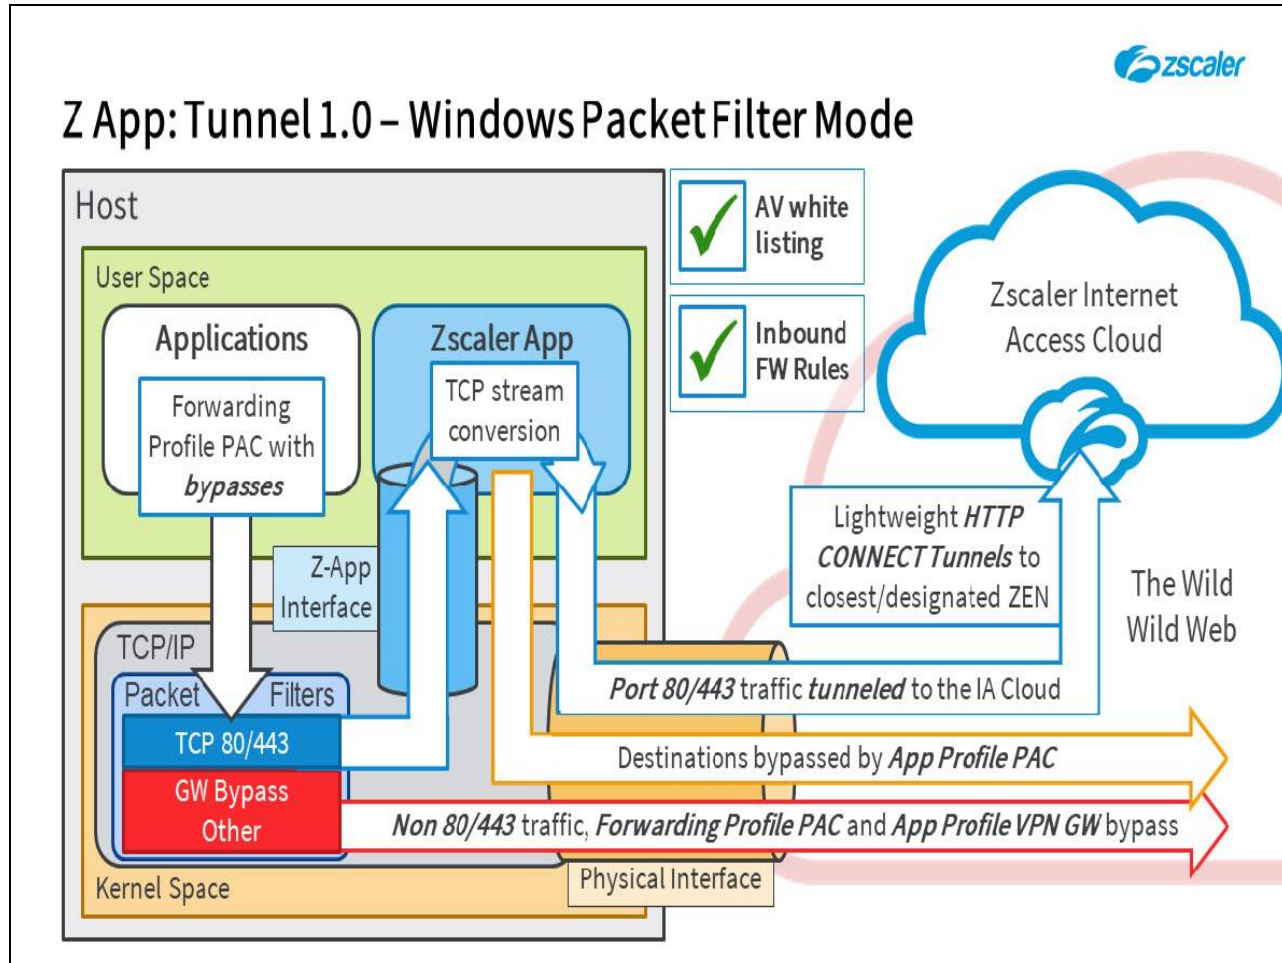 zscaler
Z App: Tunnel 1.0 – Windows Packet Filter Mode
Host
User Space
Applications
Forwarding
Profile PAC with
bypasses
Zscaler App
TCP stream
conversion
Z-App
Interface
TCP/IP
Packet Filters
TCP 80/443
GW Bypass
Other
Kernel Space
Physical Interface
AV white
listing
Inbound
FW Rules
Zscaler Internet
Access Cloud
Lightweight HTTP
CONNECT Tunnels to
closest/designated ZEN
The Wild
Wild Web
Port 80/443 traffic tunneled to the IA Cloud
Destinations bypassed by App Profile PAC
Non 80/443 traffic, Forwarding Profile PAC and App Profile VPN GW bypass